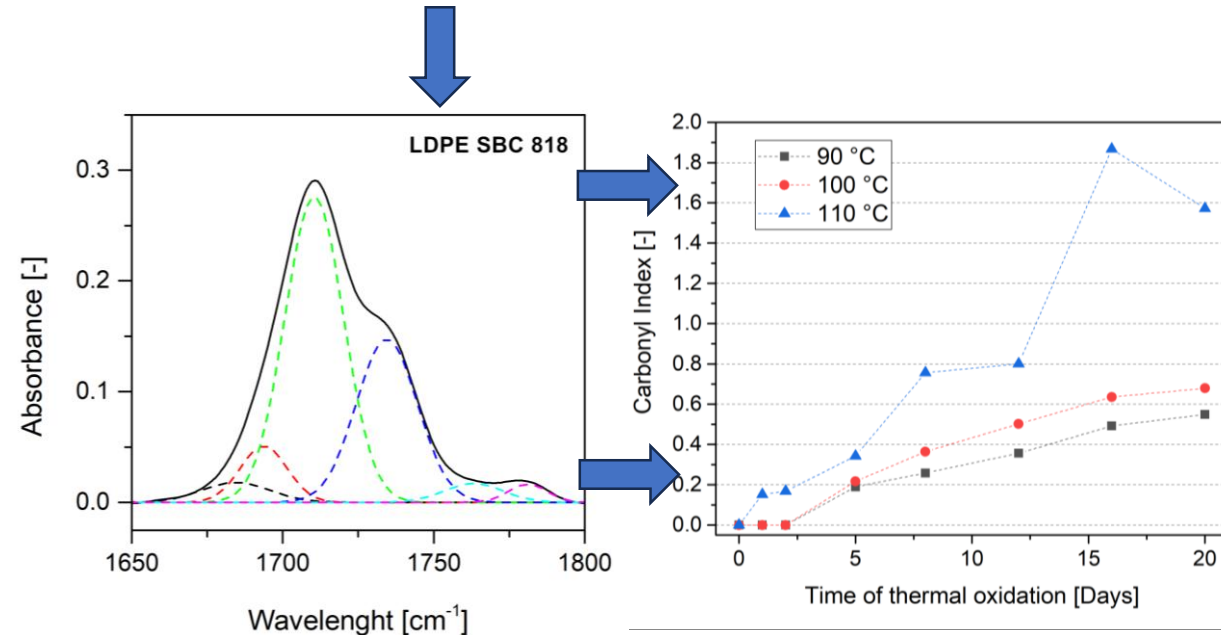 LDPE SBC 818
0.3
0.2
0.1
0.0
Absorbance [-]
1650 1700 1750 1800
Wavelenght [cm⁻¹]
2.0
1.8
1.6
1.4
1.2
1.0
0.8
0.6
0.4
0.2
0.0
Carbonyl Index [-]
90 °C
100 °C
110 °C
0 5 10 15 20
Time of thermal oxidation [Days]